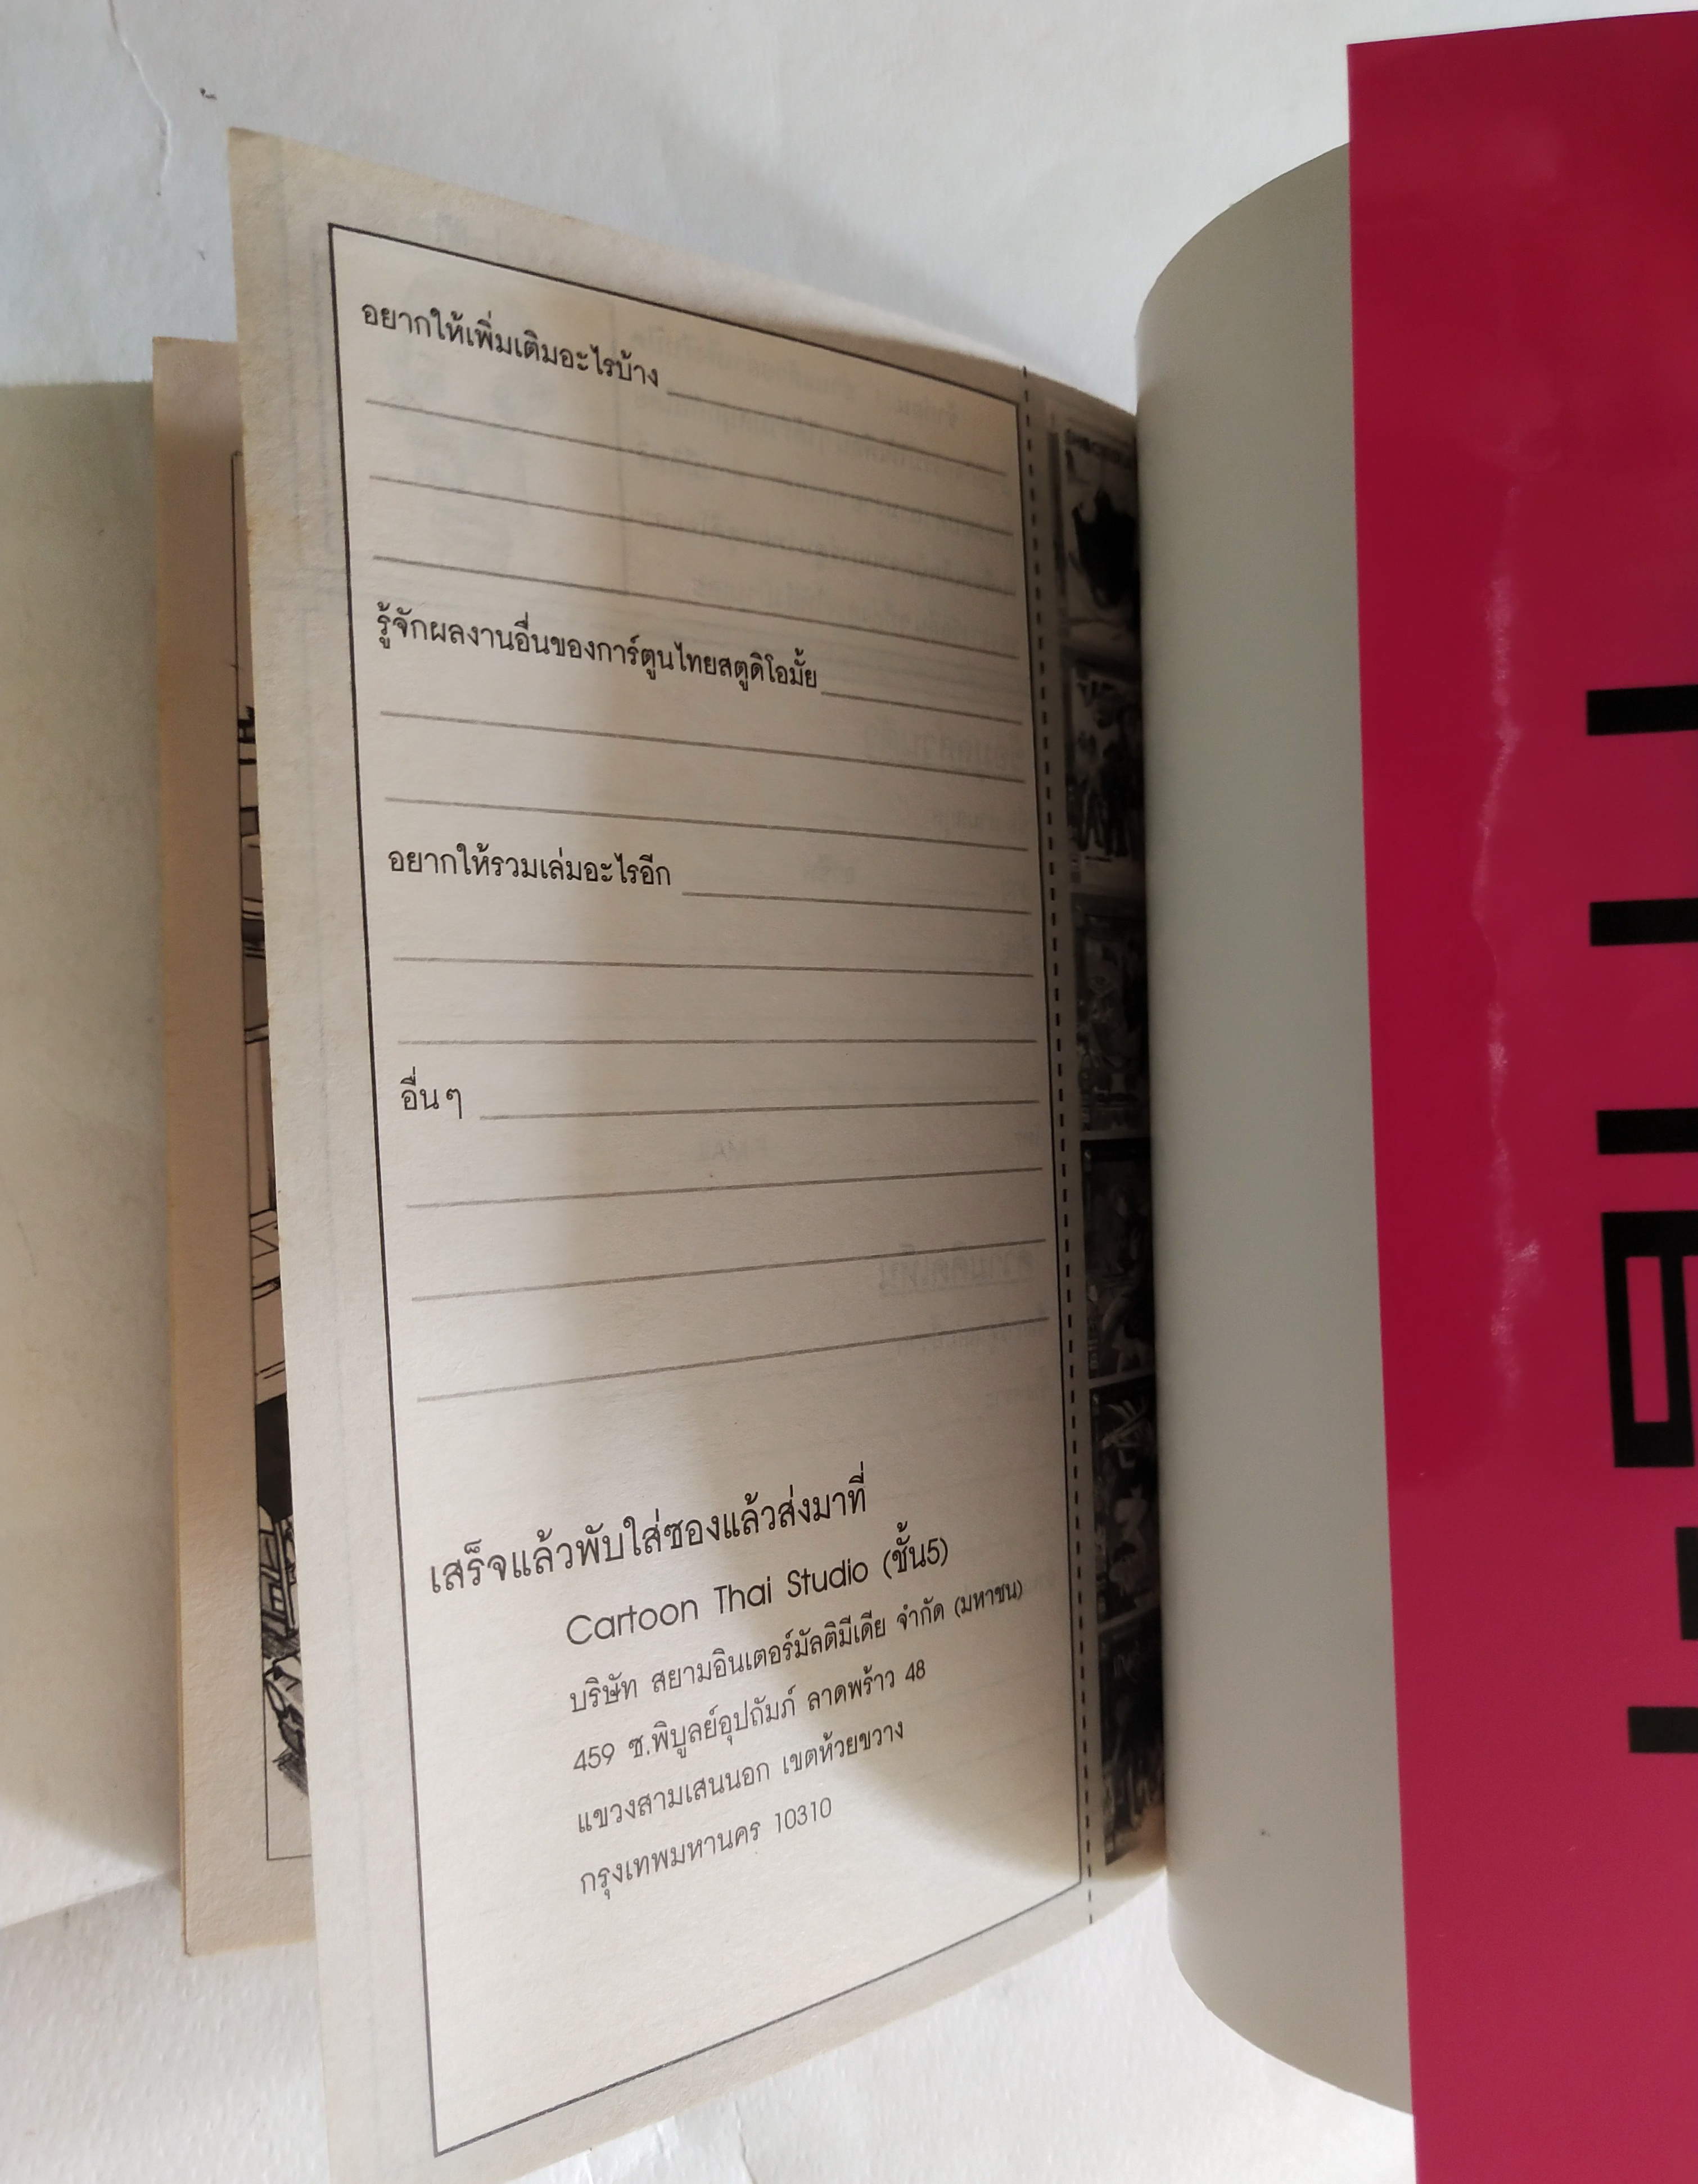 อยากให้เพิ่มเติมอะไรบ้าง
รู้จักผลงานอื่นของการ์ตูนไทยสตูดิโอมั้ย
อยากให้รวมเล่มอะไรอีก
อื่นๆ
เสร็จแล้วพับใส่ซองแล้วส่งมาที่
Cartoon Thai Studio (ชั้น5)
บริษัท สยามอินเตอร์มัลติมีเดีย จำกัด (มหาชน)
459 ซ.พิบูลย์อุปถัมภ์ ลาดพร้าว 48
แขวงสามเสนนอก เขตห้วยขวาง
กรุงเทพมหานคร 10310